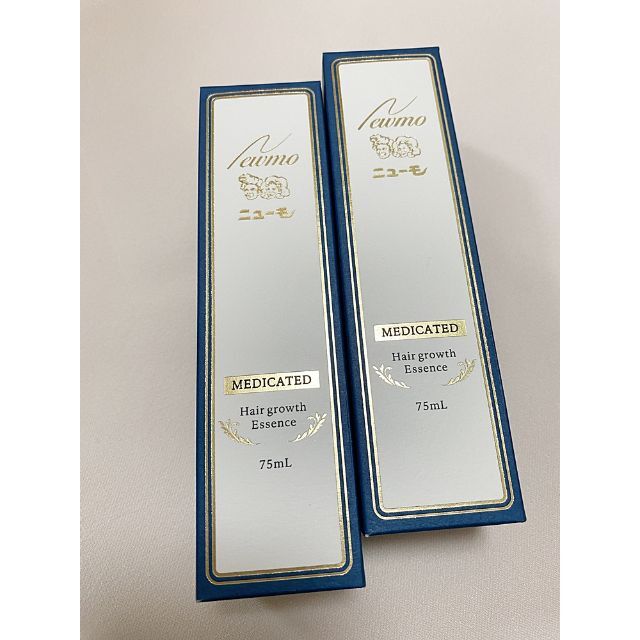 Newmo
ニューモ
MEDICATED
Hair growth
Essence
75mL
Newmo
ニューモ
MEDICATED
Hair growth
Essence
75mL